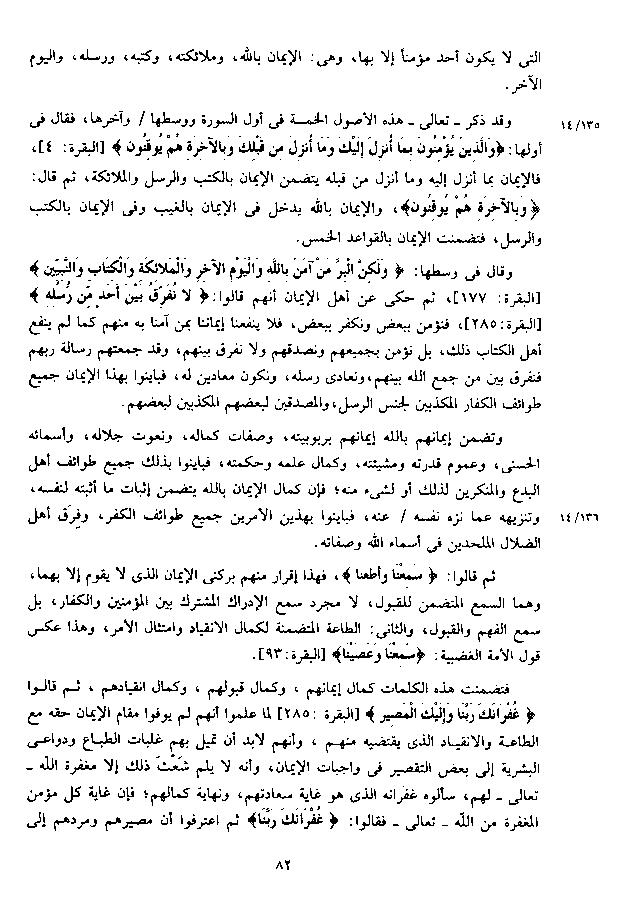 التى لا يكون أحد مؤمنًا إلا بها، وهى: الإيمان بالله، وملائكته، وكتبه، ورسله، واليوم
الآخر.
١٤/١٣٥ وقد ذكر ـ تعالى ـ هذه الأصول الخمسة فى أول السورة ووسطها / وآخرها، فقال فى
أولها: ﴿وَالَّذِينَ يُؤْمِنُونَ بِمَا أُنزِلَ إِلَيْكَ وَمَا أُنزِلَ مِن قَبْلِكَ وَبِالآخِرَةِ هُمْ يُوقِنُونَ﴾ [البقرة: ٤]،
فالإيمان بما أنزل إليه وما أنزل من قبله يتضمن الإيمان بالكتب والرسل والملائكة، ثم قال:
﴿وَبِالآخِرَةِ هُمْ يُوقِنُونَ﴾، والإيمان بالله يدخل فى الإيمان بالغيب وفى الإيمان بالكتب
والرسل، فتضمنت الإيمان بالقواعد الخمس.
وقال فى وسطها: ﴿وَلَكِنَّ الْبِرَّ مَنْ آمَنَ بِاللَّهِ وَالْيَوْمِ الآخِرِ وَالْمَلائِكَةِ وَالْكِتَابِ وَالنَّبِيِّينَ﴾
[البقرة: ١٧٧]، ثم حكى عن أهل الإيمان أنهم قالوا: ﴿لا نُفَرِّقُ بَيْنَ أَحَدٍ مِّن رُّسُلِهِ﴾
[البقرة:٢٨٥]، فنؤمن ببعض ونكفر ببعض، فلا ينفعنا إيماننا بمن آمنا به منهم كما لم ينفع
أهل الكتاب ذلك، بل نؤمن بجميعهم ونصدقهم ولا نفرق بينهم، وقد جمعتهم رسالة ربهم
فنفرق بين من جمع الله بينهم،ونعادى رسله، ونكون معادين له، فباينوا بهذا الإيمان جميع
طوائف الكفار المكذبين لجنس الرسل،والمصدقين لبعضهم المكذبين لبعضهم.
وتضمن إيمانهم بالله إيمانهم بربوبيته، وصفات كماله، ونعوت جلاله، وأسمائه
الحسنى، وعموم قدرته ومشيئته، وكمال علمه وحكمته، فباينوا بذلك جميع طوائف أهل
البدع والمنكرين لذلك أو لشىء منه؛ فإن كمال الإيمان بالله يتضمن إثبات ما أثبته لنفسه،
١٤/١٣٦ وتنزيهه عما نزه نفسه / عنه، فباينوا بهذين الأمرين جميع طوائف الكفر، وفِرَق أهل
الضلال الملحدين فى أسماء الله وصفاته.
ثم قالوا: ﴿سَمِعْنَا وَأَطَعْنَا﴾، فهذا إقرار منهم بركنى الإيمان الذى لا يقوم إلا بهما،
وهما السمع المتضمن للقبول، لا مجرد سمع الإدراك المشترك بين المؤمنين والكفار، بل
سمع الفهم والقبول، والثانى: الطاعة المتضمنة لكمال الانقياد وامتثال الأمر، وهذا عكس
قول الأمة الغضبية: ﴿سَمِعْنَا وَعَصَيْنَا﴾ [البقرة:٩٣].
فتضمنت هذه الكلمات كمال إيمانهم ، وكمال قبولهم ، وكمال انقيادهم ، ثم قالوا
﴿غُفْرَانَكَ رَبَّنَا وَإِلَيْكَ الْمَصِيرُ﴾ [البقرة :٢٨٥] لما علموا أنهم لم يوفوا مقام الإيمان حقه مع
الطاعة والانقياد الذى يقتضيه منهم ، وأنهم لابد أن تميل بهم غلبات الطباع ودواعى
البشرية إلى بعض التقصير فى واجبات الإيمان، وأنه لا يلم شَعَثَ ذلك إلا مغفرة الله ـ
تعالى ـ لهم، سألوه غفرانه الذى هو غاية سعادتهم، ونهاية كمالهم؛ فإن غاية كل مؤمن
المغفرة من الله ـ تعالى ـ فقالوا: ﴿غُفْرَانَكَ رَبَّنَا﴾ ثم اعترفوا أن مصيرهم ومردهم إلى
٨٢